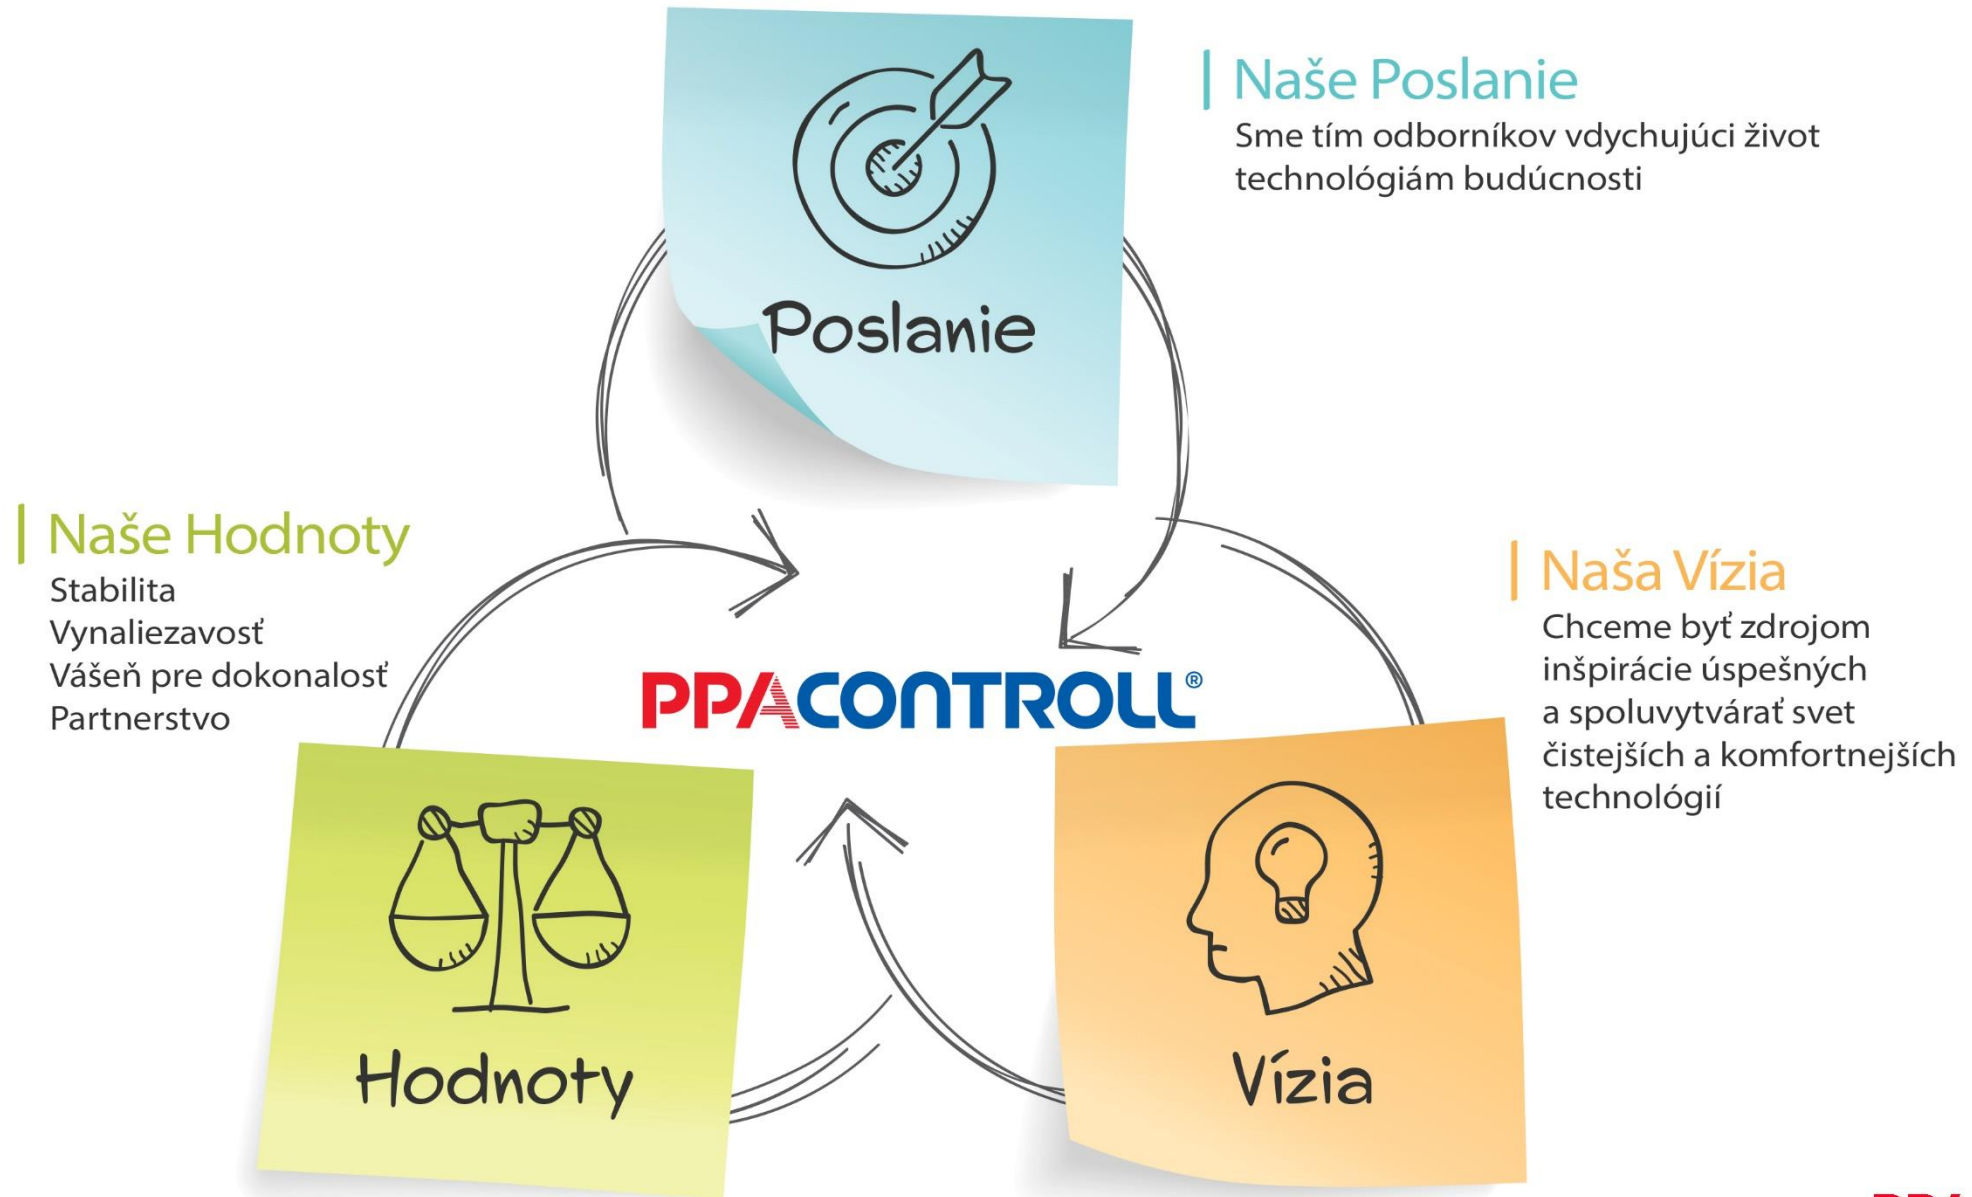 Poslanie
Naše Poslanie
Sme tím odborníkov vdychujúci život
technológiám budúcnosti
Naše Hodnoty
Stabilita
Vynaliezavosť
Vášeň pre dokonalosť
Partnerstvo
Naša Vízia
Chceme byť zdrojom
inšpirácie úspešných
a spoluvytvárať svet
čistejších a komfortnejších
technológií
PPACONTROLL®
Hodnoty
Vízia